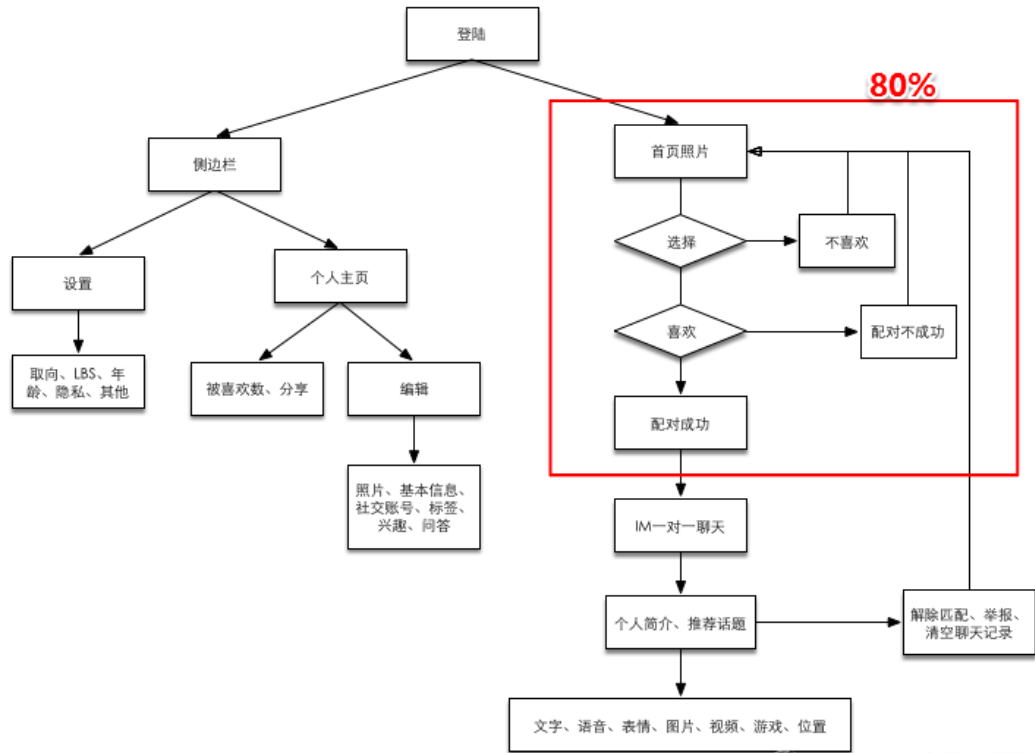 登陆
80%
侧边栏
首页照片
选择
不喜欢
设置
个人主页
喜欢
配对不成功
取向、LBS、年
龄、隐私、其他
被喜欢数、分享
编辑
配对成功
照片、基本信息、
社交账号、标签、
兴趣、问答
IM一对一聊天
个人简介、推荐话题
解除匹配、举报、
清空聊天记录
文字、语音、表情、图片、视频、游戏、位置